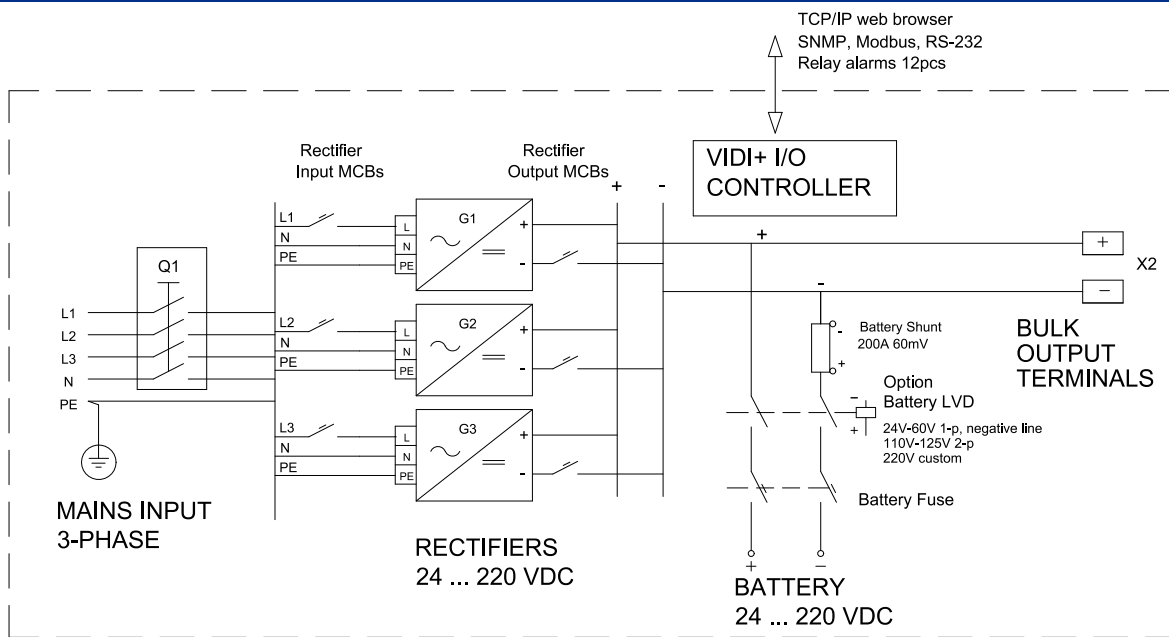 TCP/IP web browser
SNMP, Modbus, RS-232
Relay alarms 12pcs
VIDI+ I/O
CONTROLLER
Rectifier
Input MCBs
Rectifier
Output MCBs
+ -
L1
N
PE
L
N
PE
G1
+
-
Q1
L1
L2
L3
N
PE
L2
N
PE
L
N
PE
G2
+
-
L3
N
PE
L
N
PE
G3
+
-
+
-
+
−
X2
BULK
OUTPUT
TERMINALS
-
Battery Shunt
200A 60mV
+
Option
Battery LVD
−
+
24V-60V 1-p, negative line
110V-125V 2-p
220V custom
Battery Fuse
+ −
MAINS INPUT
3-PHASE
RECTIFIERS
24 ... 220 VDC
BATTERY
24 ... 220 VDC